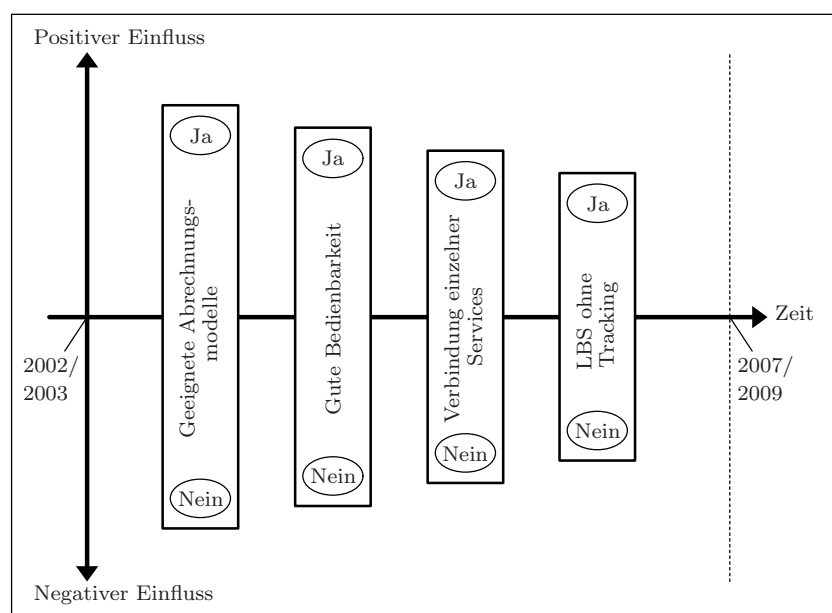 Positiver Einfluss
Ja
Geeignete Abrechnungs-
modelle
Nein
Ja
Gute Bedienbarkeit
Nein
Ja
Verbindung einzelner
Services
Nein
Ja
LBS ohne
Tracking
Nein
Zeit
2002/
2003
2007/
2009
Negativer Einfluss